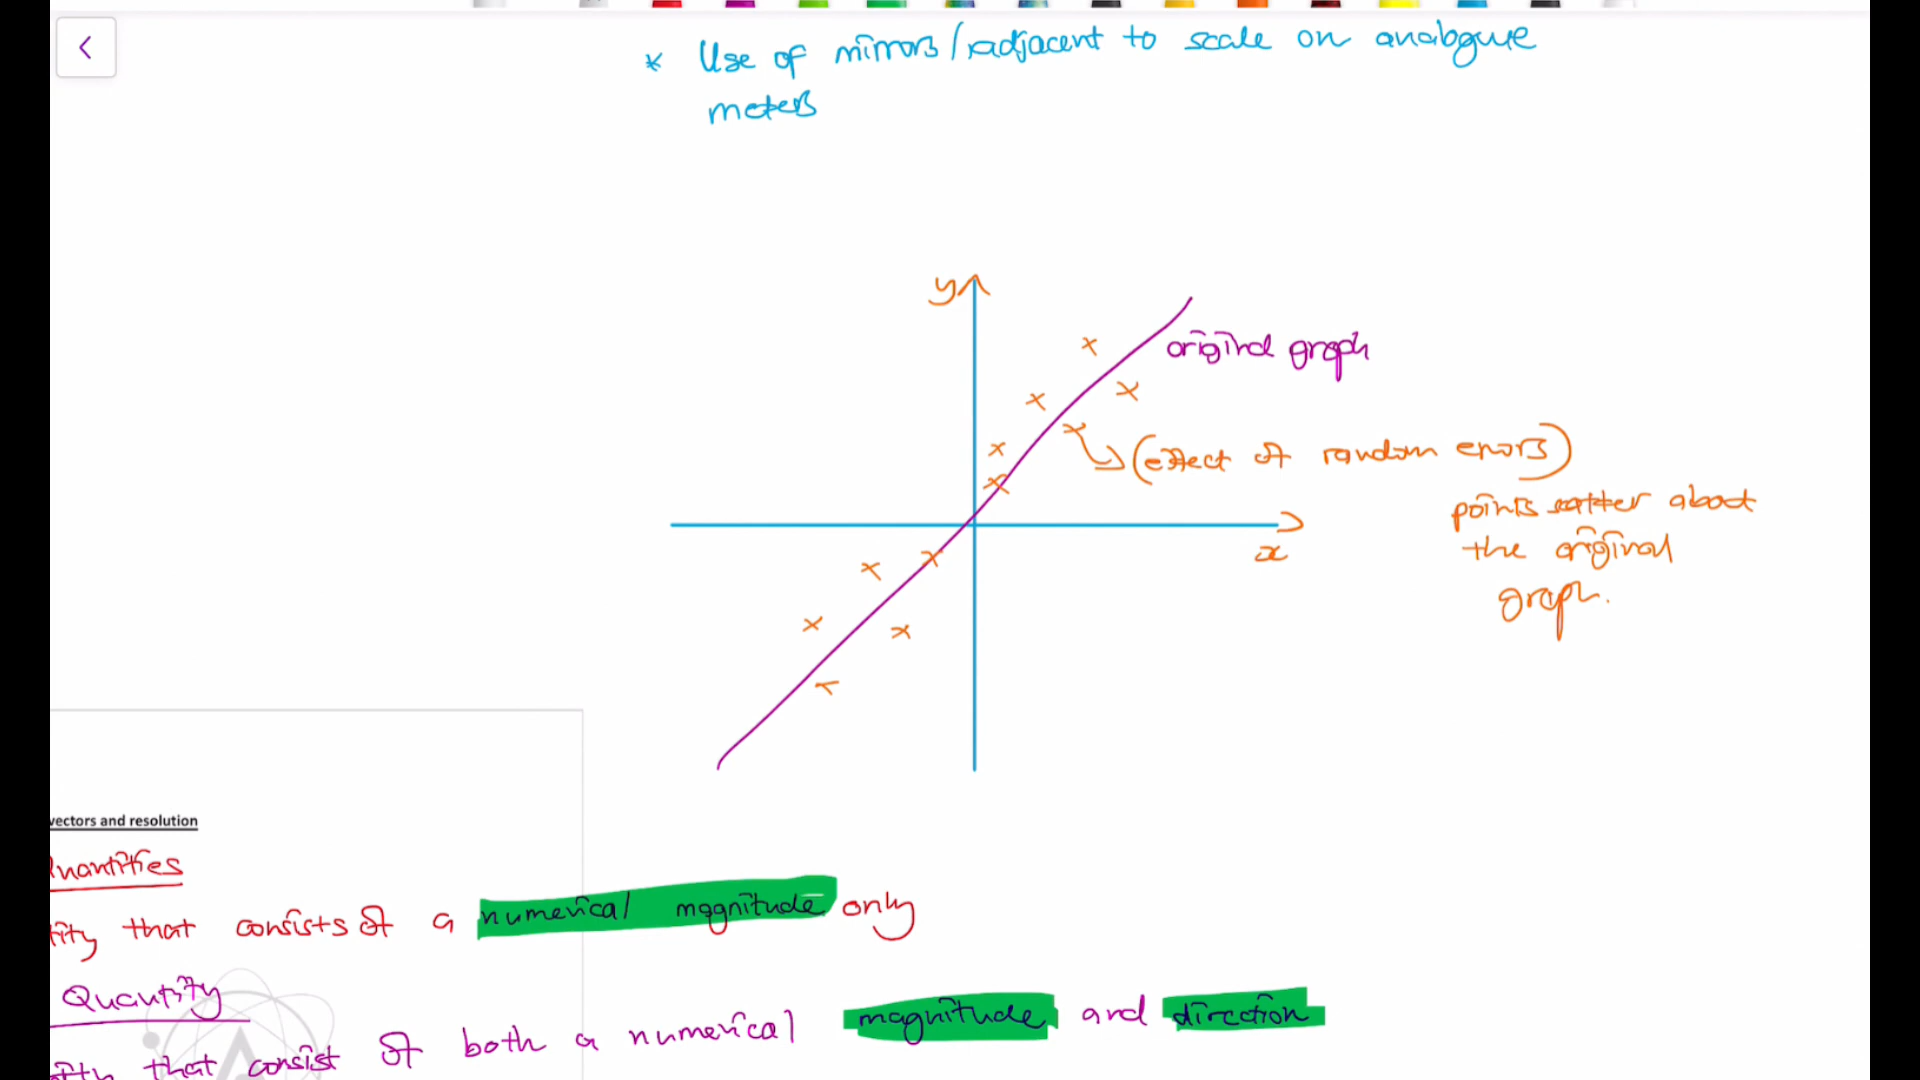 * Use of mirrors/adjacent to scale on analogue
meters
y
original graph
(effect of random errors)
points scatter about
the original
graph.
x
vectors and resolution
Quantities
tity that consists of a numerical magnitude only
Quantity
tity that consist of both a numerical magnitude and direction